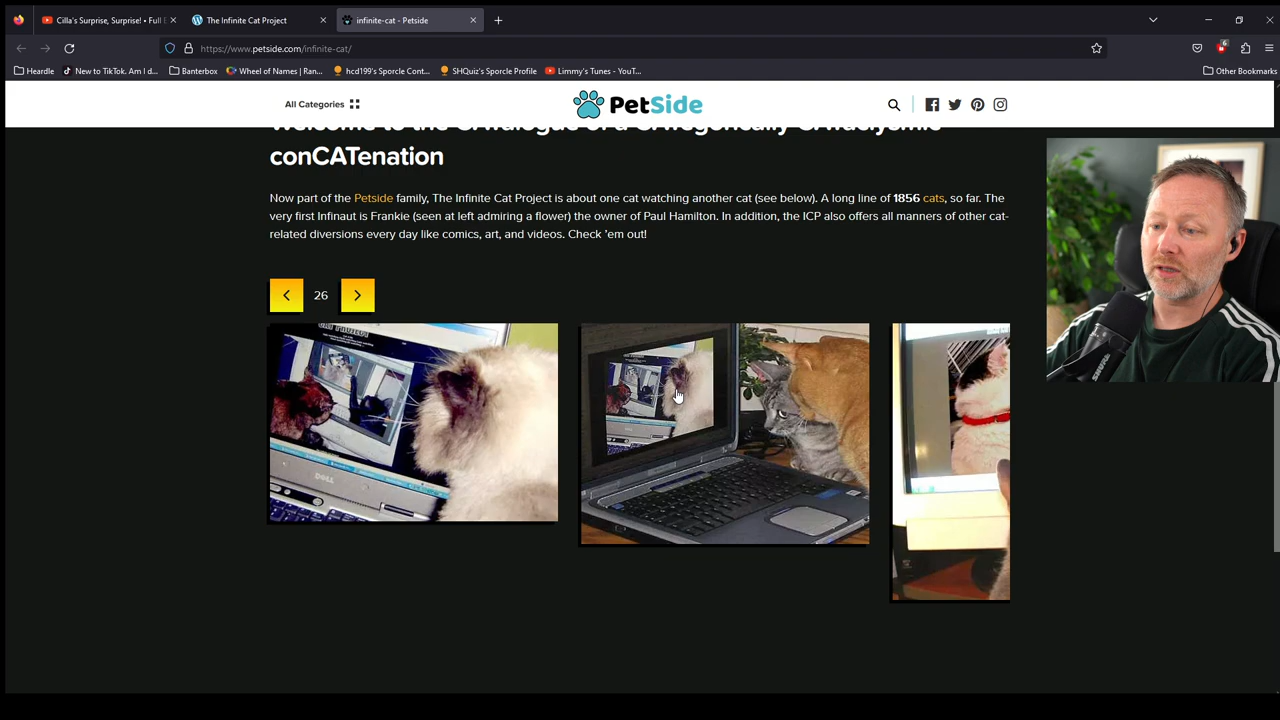 Cilla's Surprise, Surprise! • Full E
The Infinite Cat Project
infinite-cat - Petside
https://www.petside.com/infinite-cat/
6
Heardle
New to TikTok, Am I d...
Banterbox
Wheel of Names | Ran...
hcd199's Sporcle Cont...
SHQuiz's Sporcle Profile
Limmy's Tunes - YouT...
Other Bookmarks
All Categories
PetSide
conCATenation
Now part of the Petside family, The Infinite Cat Project is about one cat watching another cat (see below). A long line of 1856 cats, so far. The
very first Infinaut is Frankie (seen at left admiring a flower) the owner of Paul Hamilton. In addition, the ICP also offers all manners of other cat-
related diversions every day like comics, art, and videos. Check 'em out!
26
DELL
SHURE